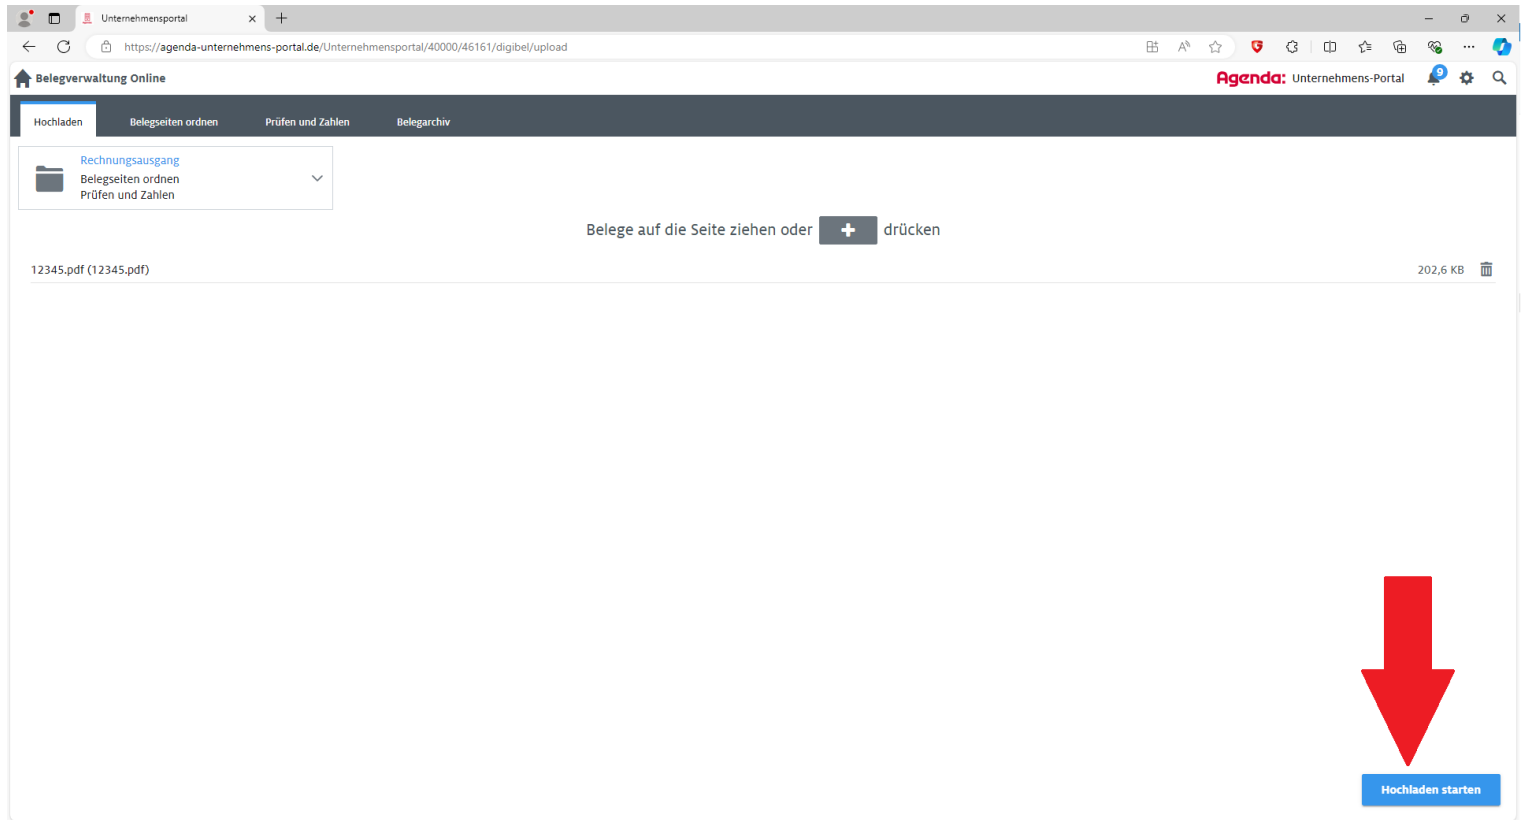 Unternehmensportal
https://agenda-unternehmens-portal.de/Unternehmensportal/40000/46161/digibel/upload
Belegverwaltung Online
Agenda: Unternehmens-Portal
9
Hochladen Belegseiten ordnen Prüfen und Zahlen Belegarchiv
Rechnungsausgang
Belegseiten ordnen
Prüfen und Zahlen
Belege auf die Seite ziehen oder + drücken
12345.pdf (12345.pdf) 202,6 KB
Hochladen starten